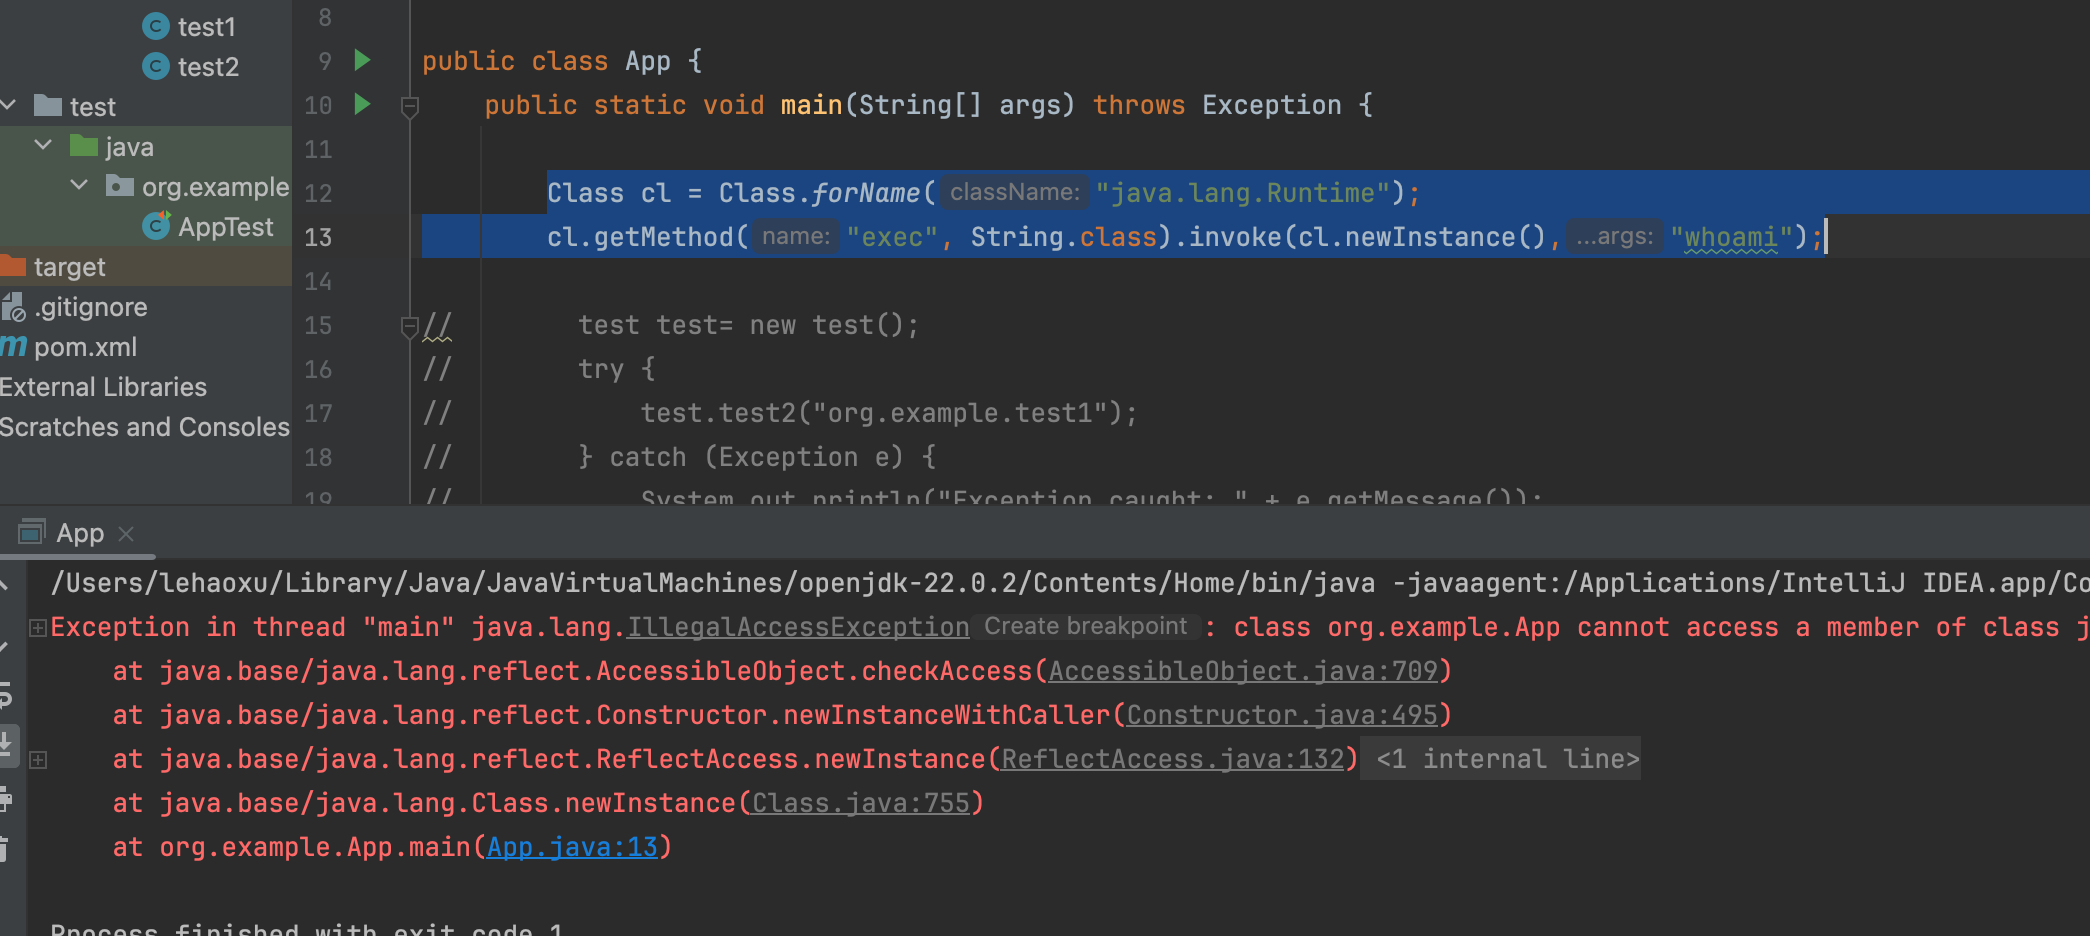 test1
test2
test
java
org.example
AppTest
target
.gitignore
pom.xml
External Libraries
Scratches and Consoles
8
9 public class App {
10 public static void main(String[] args) throws Exception {
11
12 Class cl = Class.forName( className: "java.lang.Runtime");
13 cl.getMethod( name: "exec", String.class).invoke(cl.newInstance(), ...args: "whoami");
14
15 // test test= new test();
16 // try {
17 // test.test2("org.example.test1");
18 // } catch (Exception e) {
19 // System.out.println("Exception caught: " + e.getMessage());
App
/Users/lehaoxu/Library/Java/JavaVirtualMachines/openjdk-22.0.2/Contents/Home/bin/java -javaagent:/Applications/IntelliJ IDEA.app/Co
Exception in thread "main" java.lang.IllegalAccessException Create breakpoint : class org.example.App cannot access a member of class j
at java.base/java.lang.reflect.AccessibleObject.checkAccess(AccessibleObject.java:709)
at java.base/java.lang.reflect.Constructor.newInstanceWithCaller(Constructor.java:495)
at java.base/java.lang.reflect.ReflectAccess.newInstance(ReflectAccess.java:132) <1 internal line>
at java.base/java.lang.Class.newInstance(Class.java:755)
at org.example.App.main(App.java:13)
Process finished with exit code 1